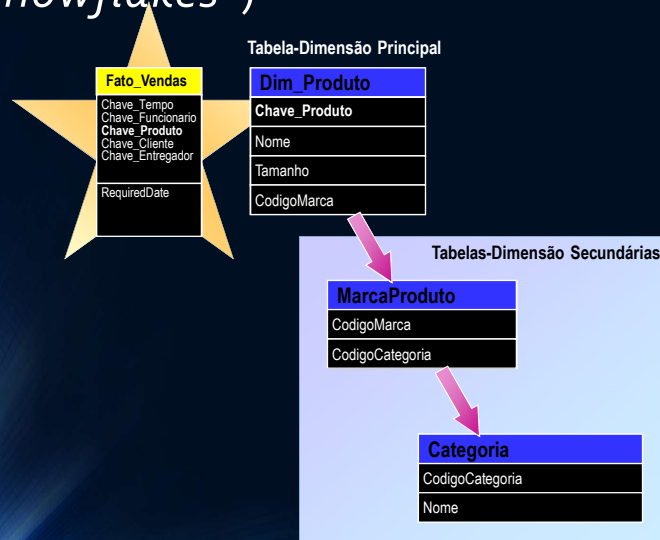 nowflakes")
Tabela-Dimensão Principal
Fato_Vendas
Chave_Tempo
Chave_Funcionario
Chave_Produto
Chave_Cliente
Chave_Entregador
RequiredDate
Dim_Produto
Chave_Produto
Nome
Tamanho
CodigoMarca
Tabelas-Dimensão Secundárias
MarcaProduto
CodigoMarca
CodigoCategoria
Categoria
CodigoCategoria
Nome